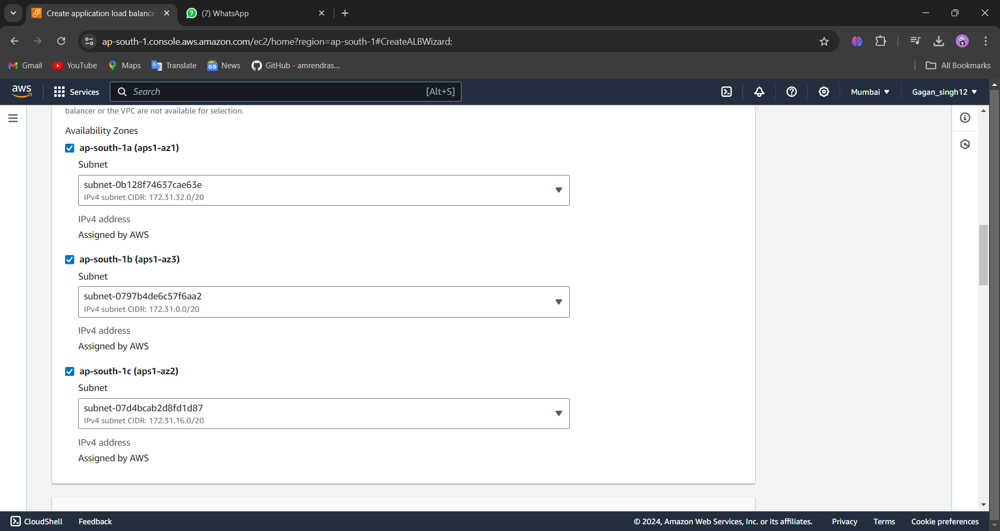 Create application load balance
(7) WhatsApp
ap-south-1.console.aws.amazon.com/ec2/home?region=ap-south-1#CreateALBWizard:
Gmail
YouTube
Maps
Translate
News
GitHub - amrendras...
All Bookmarks
aws
Services
Search
[Alt+S]
Mumbai
Gagan_singh12
balancer or the VPC are not available for selection.
Availability Zones
ap-south-1a (aps1-az1)
Subnet
subnet-0b128f74637cae63e
IPv4 subnet CIDR: 172.31.32.0/20
IPv4 address
Assigned by AWS
ap-south-1b (aps1-az3)
Subnet
subnet-0797b4de6c57f6aa2
IPv4 subnet CIDR: 172.31.0.0/20
IPv4 address
Assigned by AWS
ap-south-1c (aps1-az2)
Subnet
subnet-07d4bcab2d8fd1d87
IPv4 subnet CIDR: 172.31.16.0/20
IPv4 address
Assigned by AWS
CloudShell
Feedback
© 2024, Amazon Web Services, Inc. or its affiliates.
Privacy
Terms
Cookie preferences